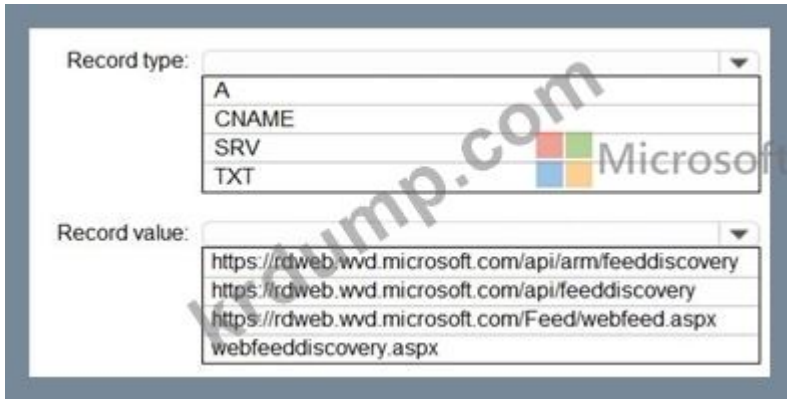 Record type:
A
CNAME
SRV
TXT
Microsoft
Record value:
https://rdweb.wvd.microsoft.com/api/arm/feeddiscovery
https://rdweb.wvd.microsoft.com/api/feeddiscovery
https://rdweb.wvd.microsoft.com/Feed/webfeed.aspx
webfeeddiscovery.aspx
krdump.com